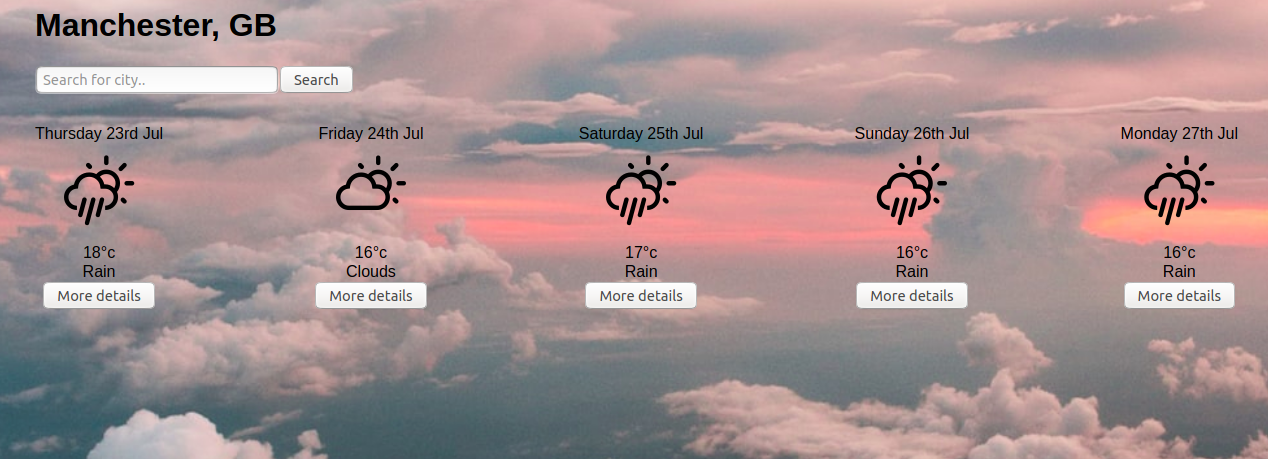 Manchester, GB
Search for city.. Search
Thursday 23rd Jul Friday 24th Jul Saturday 25th Jul Sunday 26th Jul Monday 27th Jul
18°c 16°c 17°c 16°c 16°c
Rain Clouds Rain Rain Rain
More details More details More details More details More details